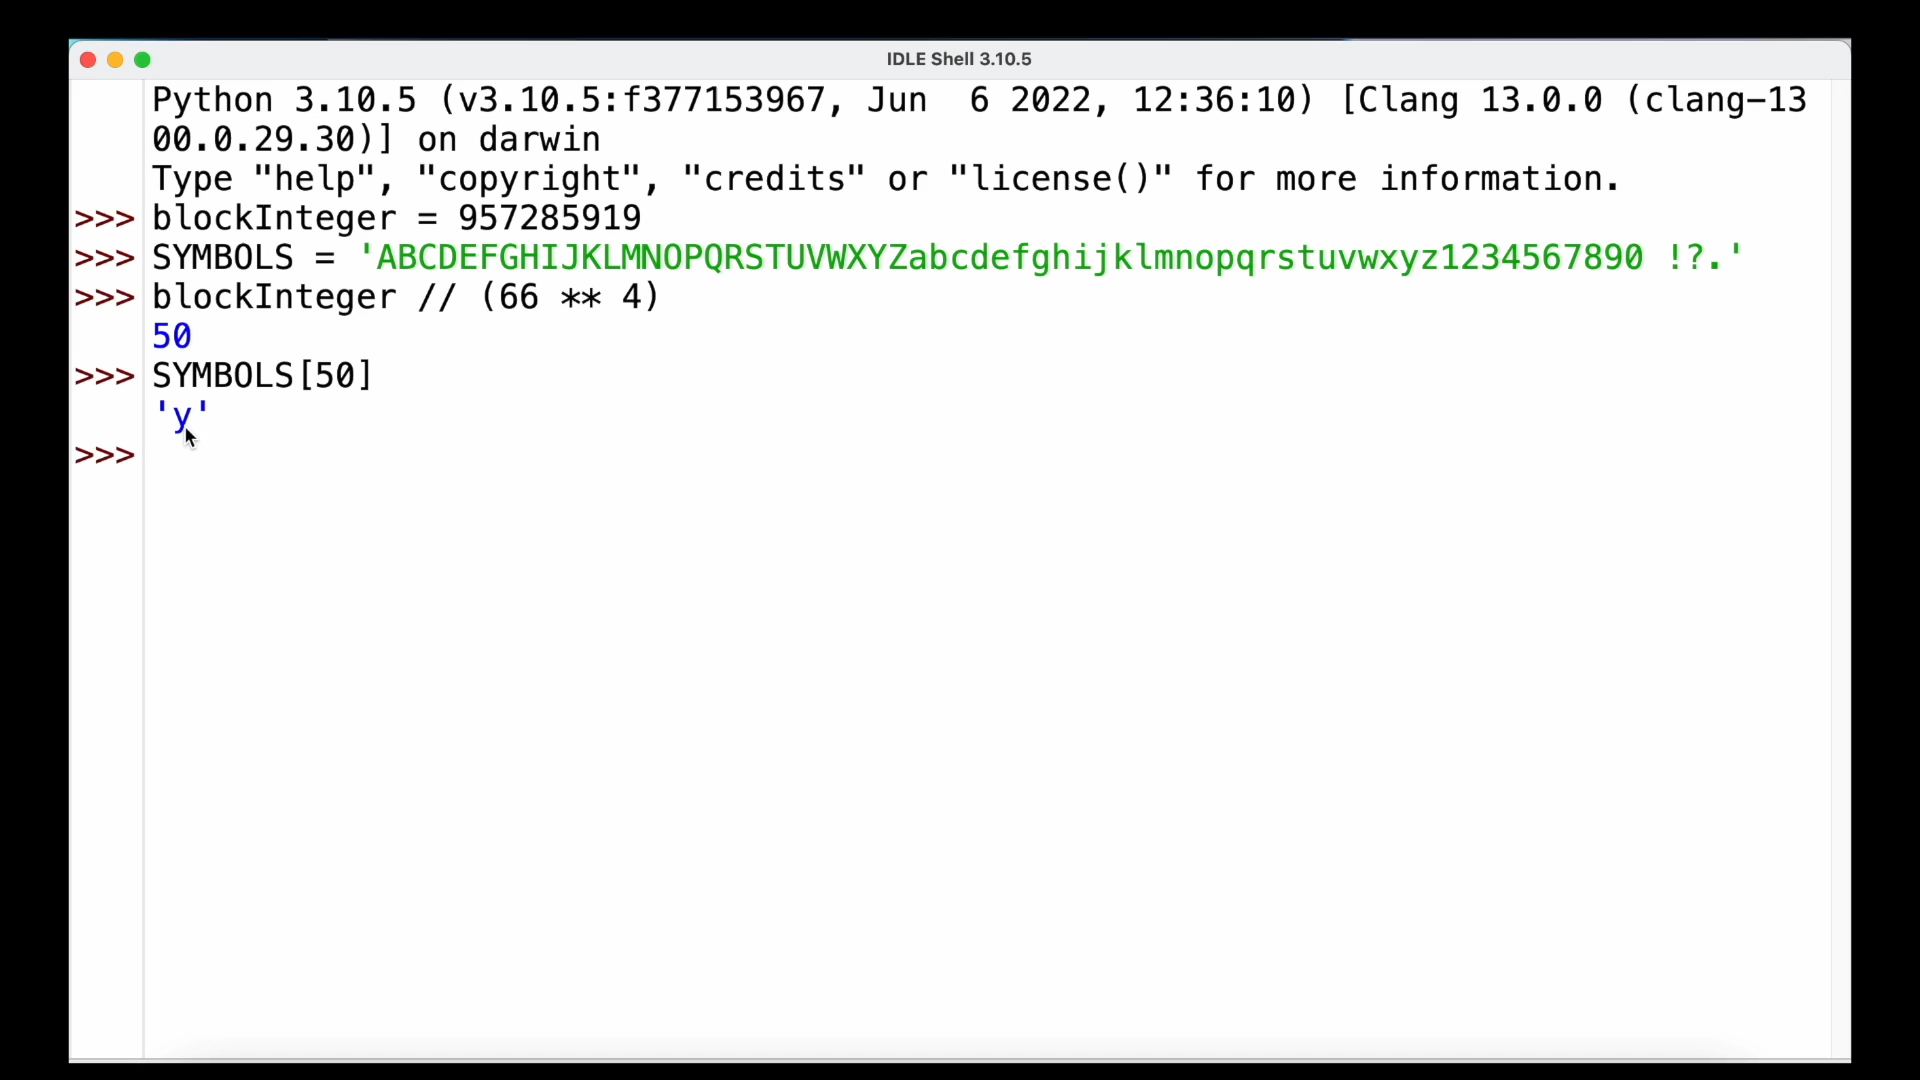 IDLE Shell 3.10.5
Python 3.10.5 (v3.10.5:f377153967, Jun  6 2022, 12:36:10) [Clang 13.0.0 (clang-13
00.0.29.30)] on darwin
Type "help", "copyright", "credits" or "license()" for more information.
>>> blockInteger = 957285919
>>> SYMBOLS = 'ABCDEFGHIJKLMNOPQRSTUVWXYZabcdefghijklmnopqrstuvwxyz1234567890 !?.'
>>> blockInteger // (66 ** 4)
50
>>> SYMBOLS[50]
'y'
>>>